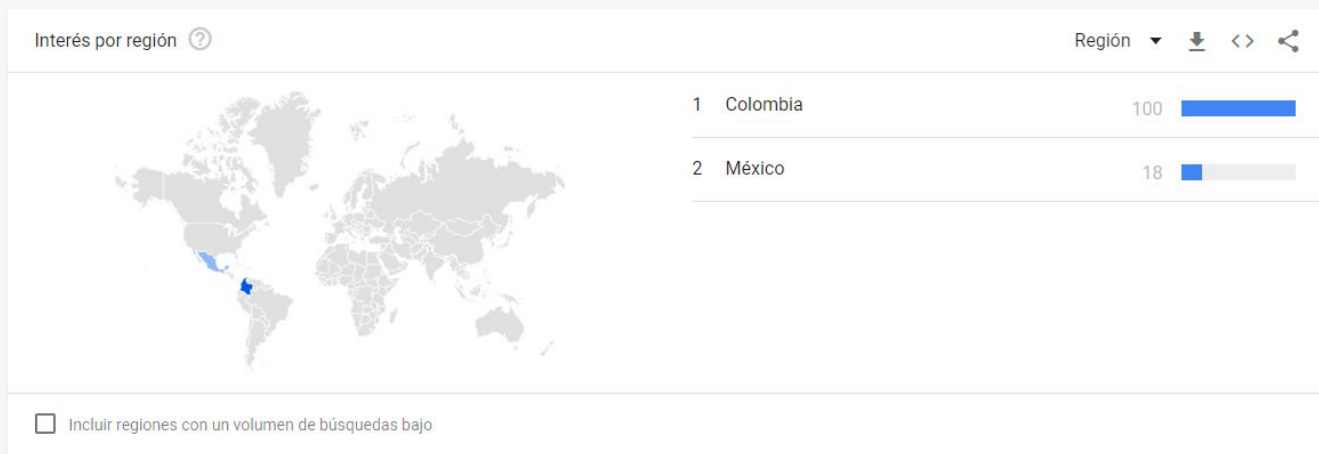 Interés por región
Región
1 Colombia 100
2 México 18
Incluir regiones con un volumen de búsquedas bajo